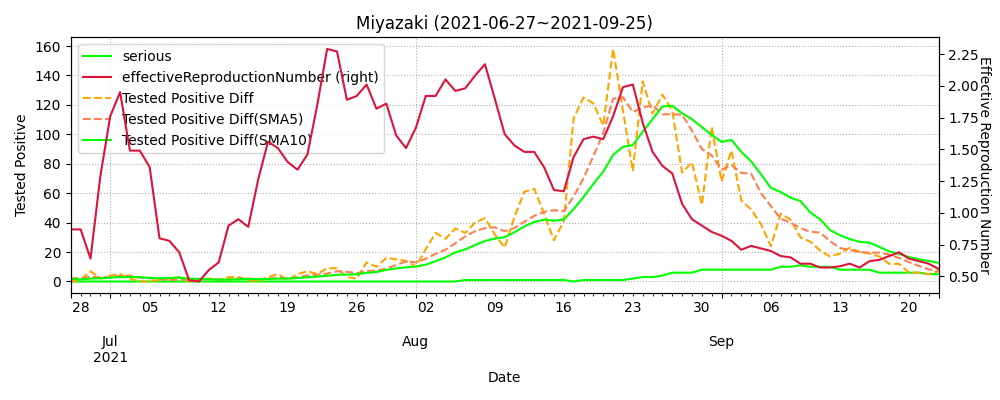 Miyazaki (2021-06-27~2021-09-25)
serious
effectiveReproductionNumber (right)
Tested Positive Diff
Tested Positive Diff(SMA5)
Tested Positive Diff(SMA10)
Tested Positive
160
140
120
100
80
60
40
20
0
2.25
2.00
1.75
1.50
1.25
1.00
0.75
0.50
Effective Reproduction Number
28 05 12 19 26 02 09 16 23 30 06 13 20
Jul Aug Sep
2021
Date